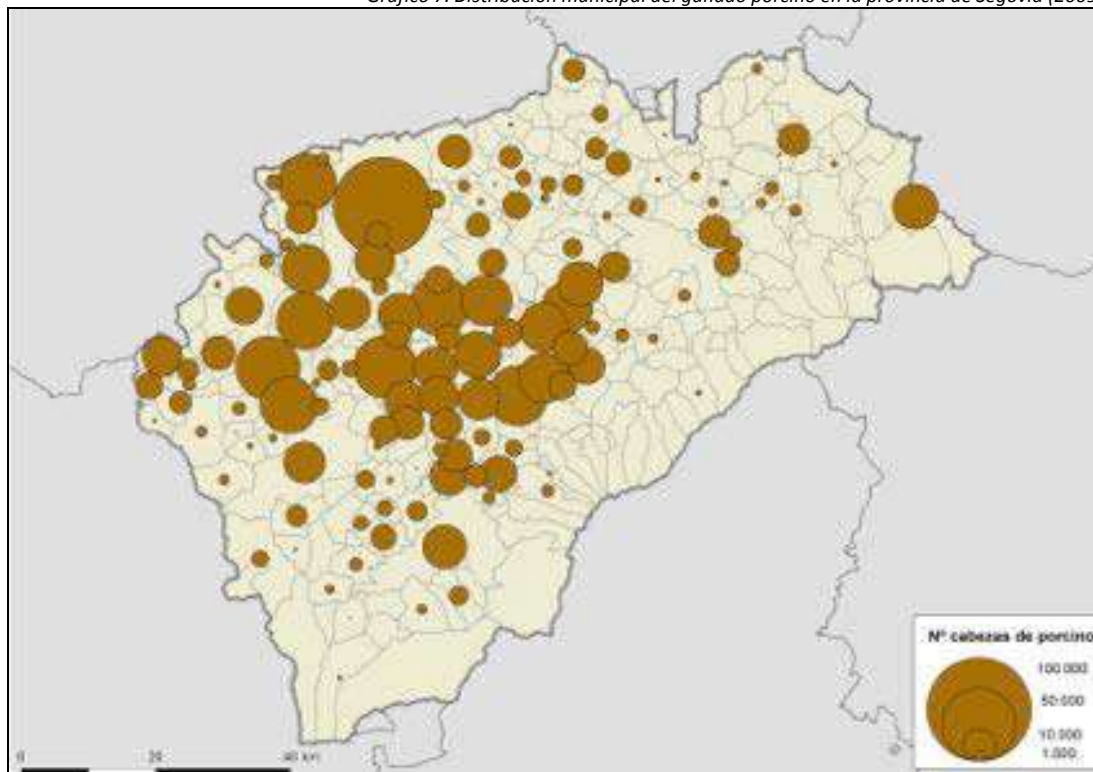 Gráfico 7. Distribución municipal del ganado porcino en la provincia de Segovia (2009
Nº cabezas de porcino
100.000
50.000
10.000
1.000
0 20 40 km